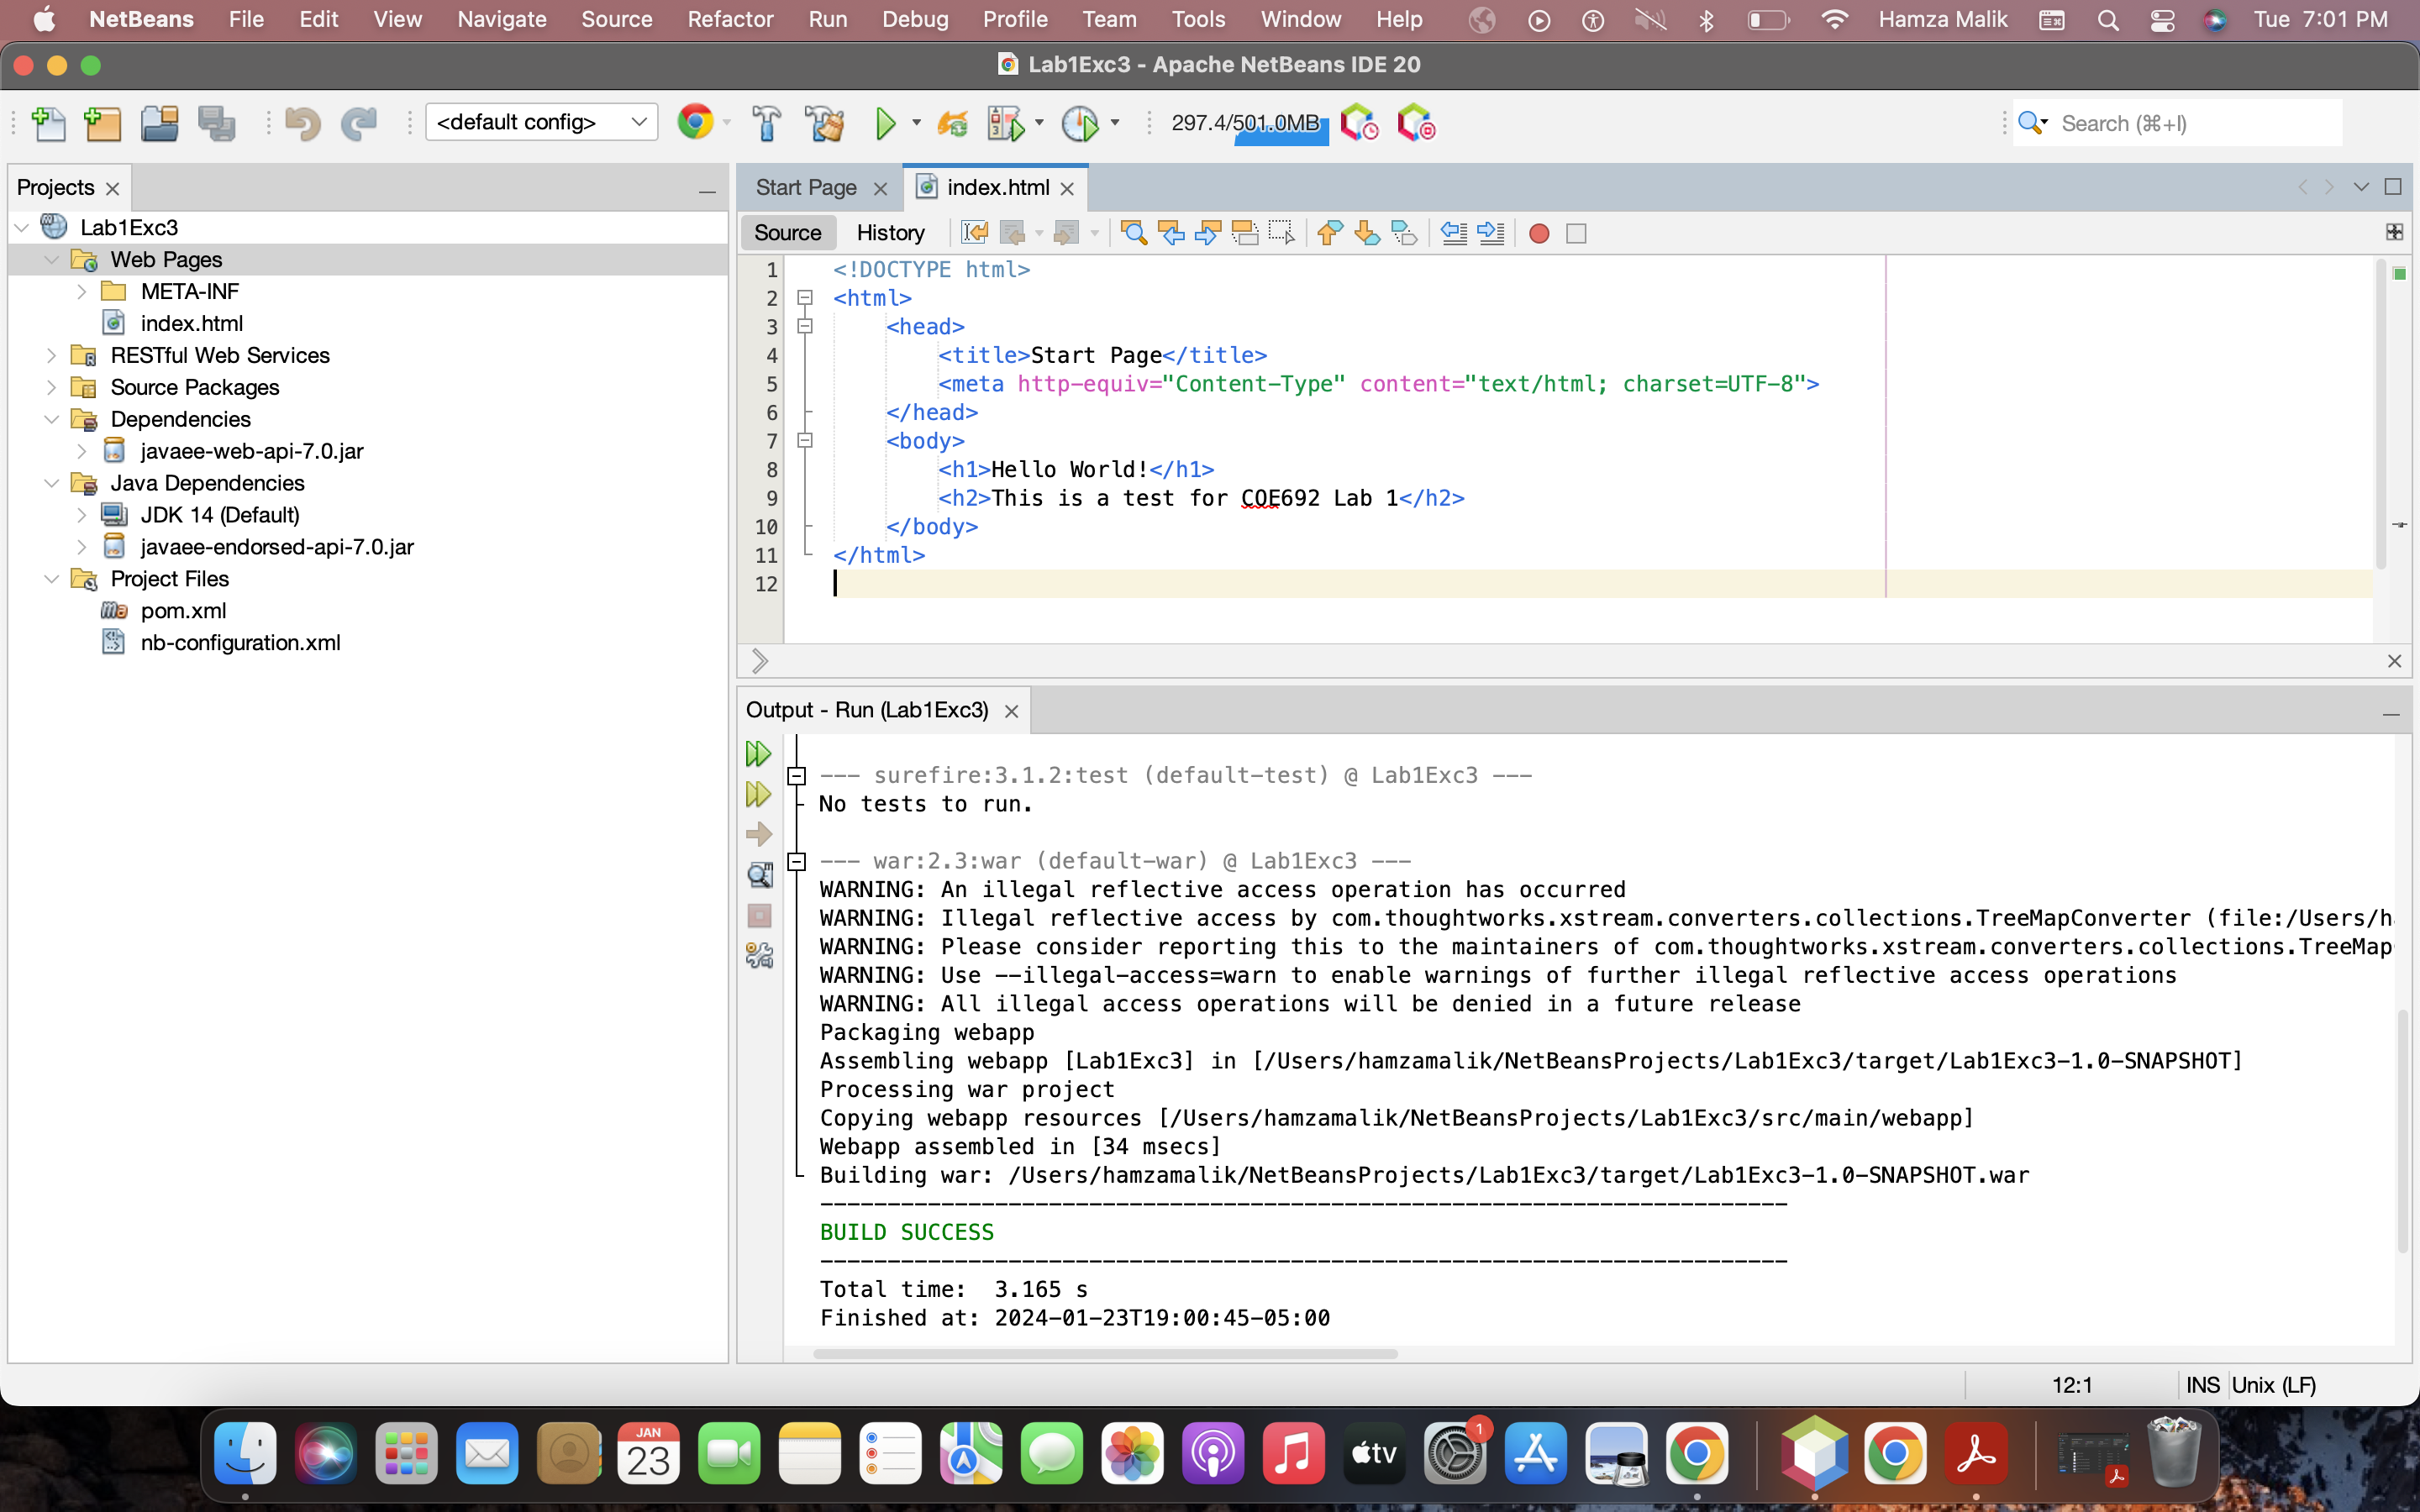 NetBeans File Edit View Navigate Source Refactor Run Debug Profile Team Tools Window Help Hamza Malik Tue 7:01 PM
Lab1Exc3 - Apache NetBeans IDE 20
<default config> 297.4/501.0MB Search (⌘+I)
Projects
Lab1Exc3
Web Pages
META-INF
index.html
RESTful Web Services
Source Packages
Dependencies
javaee-web-api-7.0.jar
Java Dependencies
JDK 14 (Default)
javaee-endorsed-api-7.0.jar
Project Files
pom.xml
nb-configuration.xml
Start Page index.html
Source History
1 <!DOCTYPE html>
2 <html>
3 <head>
4 <title>Start Page</title>
5 <meta http-equiv="Content-Type" content="text/html; charset=UTF-8">
6 </head>
7 <body>
8 <h1>Hello World!</h1>
9 <h2>This is a test for COE692 Lab 1</h2>
10 </body>
11 </html>
12
Output - Run (Lab1Exc3)
--- surefire:3.1.2:test (default-test) @ Lab1Exc3 ---
No tests to run.
--- war:2.3:war (default-war) @ Lab1Exc3 ---
WARNING: An illegal reflective access operation has occurred
WARNING: Illegal reflective access by com.thoughtworks.xstream.converters.collections.TreeMapConverter (file:/Users/h
WARNING: Please consider reporting this to the maintainers of com.thoughtworks.xstream.converters.collections.TreeMap
WARNING: Use --illegal-access=warn to enable warnings of further illegal reflective access operations
WARNING: All illegal access operations will be denied in a future release
Packaging webapp
Assembling webapp [Lab1Exc3] in [/Users/hamzamalik/NetBeansProjects/Lab1Exc3/target/Lab1Exc3-1.0-SNAPSHOT]
Processing war project
Copying webapp resources [/Users/hamzamalik/NetBeansProjects/Lab1Exc3/src/main/webapp]
Webapp assembled in [34 msecs]
Building war: /Users/hamzamalik/NetBeansProjects/Lab1Exc3/target/Lab1Exc3-1.0-SNAPSHOT.war
------------------------------------------------------------------------
BUILD SUCCESS
------------------------------------------------------------------------
Total time: 3.165 s
Finished at: 2024-01-23T19:00:45-05:00
12:1 INS Unix (LF)
JAN
23
tv
1